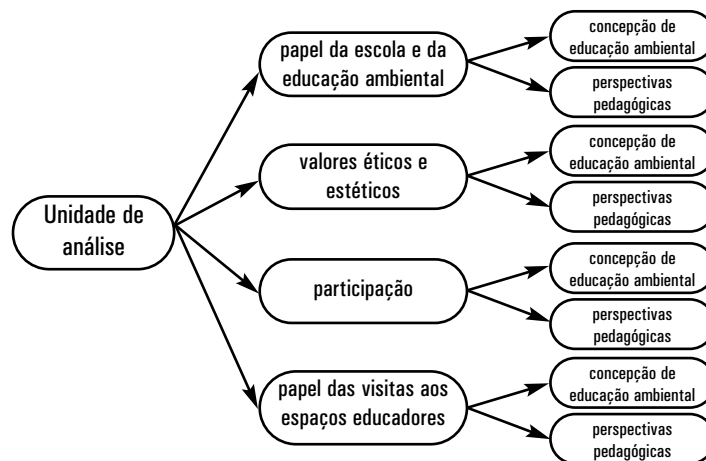 Unidade de
análise
papel da escola e da
educação ambiental
concepção de
educação ambiental
perspectivas
pedagógicas
valores éticos e
estéticos
concepção de
educação ambiental
perspectivas
pedagógicas
participação
concepção de
educação ambiental
perspectivas
pedagógicas
papel das visitas aos
espaços educadores
concepção de
educação ambiental
perspectivas
pedagógicas